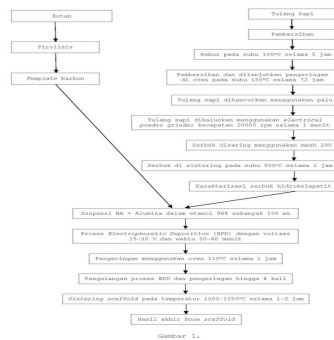 Rotan
Pirolisis
Template Karbon
Tulang Sapi
Pembersihan
Rebus pada suhu 100°C selama 5 jam
Pembersihan dan dilanjutkan pengeringan
di oven pada suhu 150°C selama 72 jam
Tulang sapi dihancurkan menggunakan palu
Tulang sapi dihaluskan menggunakan electrical
powder grinder kecepatan 20000 rpm selama 1 menit
Serbuk disaring menggunakan mesh 200
Serbuk di sintering pada suhu 900°C selama 2 jam
Karakterisasi serbuk hidroksiapatit
Suspensi HA + Alumina dalam etanol 96% sebanyak 100 mL
Proses Electrophoretic Deposition (EPD) dengan voltase
15-30 V dan waktu 30-60 menit
Pengeringan menggunakan oven 110°C selama 1 jam
Pengulangan proses EPD dan pengeringan hingga 4 kali
Sintering scaffold pada temperatur 1000-1250°C selama 1-2 jam
Hasil akhir bone scaffold
Gambar 1.